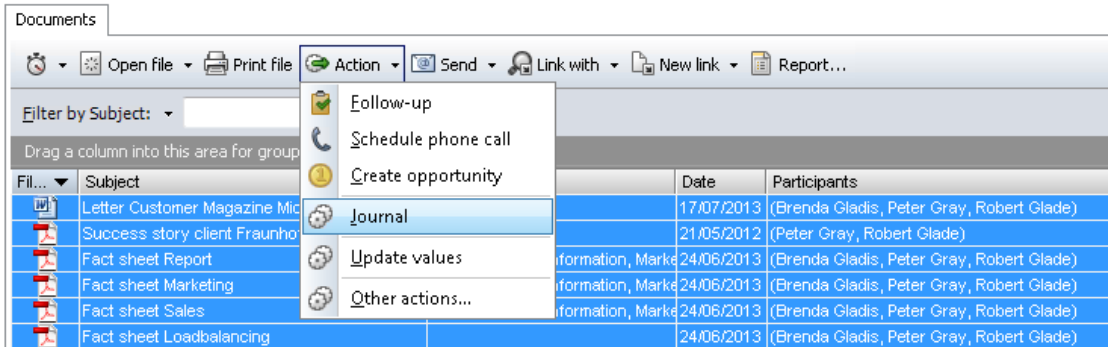 Documents
Open file Print file Action Send Link with New link Report...
Filter by Subject:
Follow-up
Schedule phone call
Create opportunity
Journal
Update values
Other actions...
Drag a column into this area for group
Fil... Subject Date Participants
Letter Customer Magazine Mic 17/07/2013 (Brenda Gladis, Peter Gray, Robert Glade)
Success story client Fraunho 21/05/2012 (Peter Gray, Robert Glade)
Fact sheet Report formation, Marke 24/06/2013 (Brenda Gladis, Peter Gray, Robert Glade)
Fact sheet Marketing formation, Marke 24/06/2013 (Brenda Gladis, Peter Gray, Robert Glade)
Fact sheet Sales formation, Marke 24/06/2013 (Brenda Gladis, Peter Gray, Robert Glade)
Fact sheet Loadbalancing 24/06/2013 (Brenda Gladis, Peter Gray, Robert Glade)